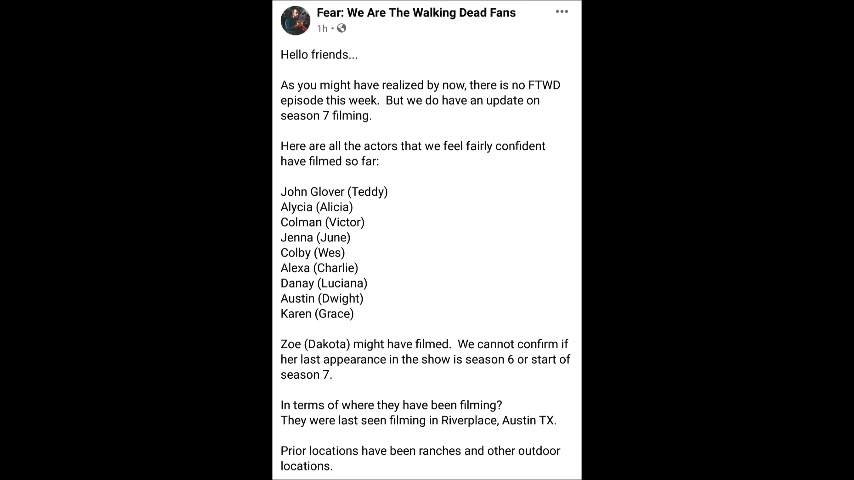 Fear: We Are The Walking Dead Fans
1h •
Hello friends...
As you might have realized by now, there is no FTWD
episode this week.  But we do have an update on
season 7 filming.
Here are all the actors that we feel fairly confident
have filmed so far:
John Glover (Teddy)
Alycia (Alicia)
Colman (Victor)
Jenna (June)
Colby (Wes)
Alexa (Charlie)
Danay (Luciana)
Austin (Dwight)
Karen (Grace)
Zoe (Dakota) might have filmed.  We cannot confirm if
her last appearance in the show is season 6 or start of
season 7.
In terms of where they have been filming?
They were last seen filming in Riverplace, Austin TX.
Prior locations have been ranches and other outdoor
locations.